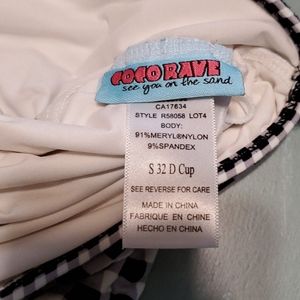 COCO RAVE
see you on the sand.
CA17634
STYLE R58058 LOT4
BODY:
91%MERYL®NYLON
9%SPANDEX
S 32 D Cup
SEE REVERSE FOR CARE
MADE IN CHINA
FABRIQUE EN CHINE
HECHO EN CHINA